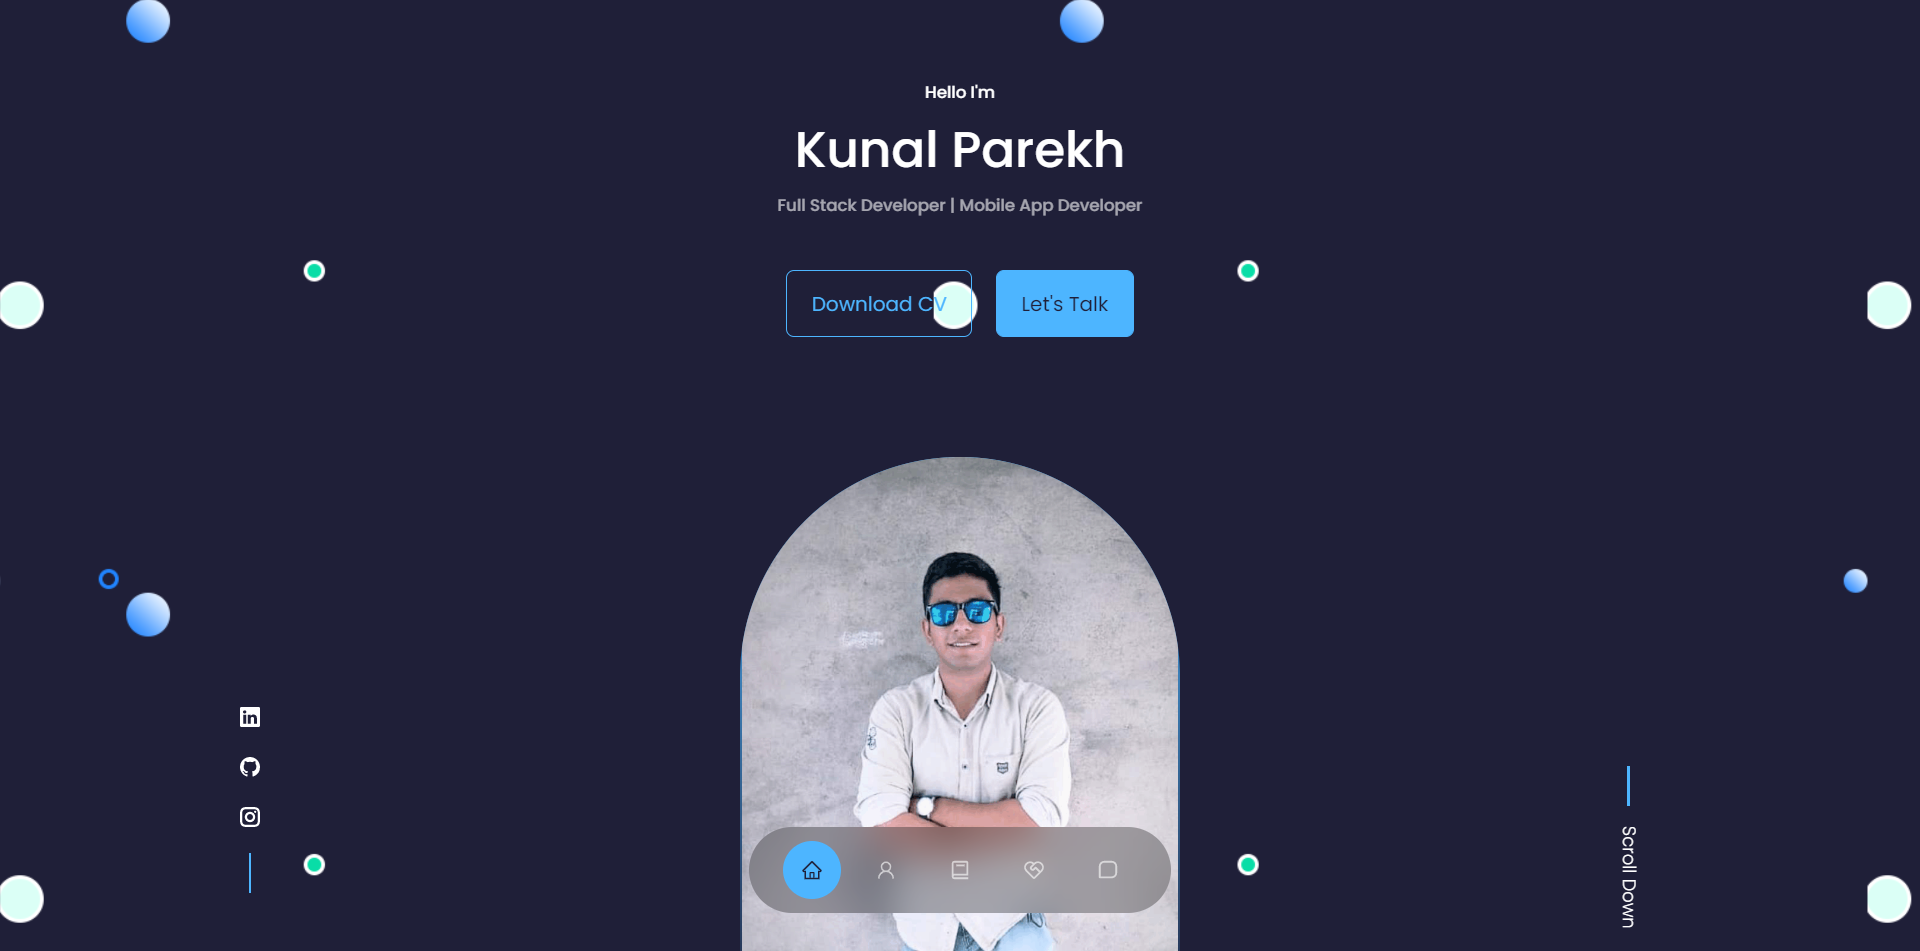 Hello I'm
Kunal Parekh
Full Stack Developer | Mobile App Developer
Download CV
Let's Talk
Scroll Down